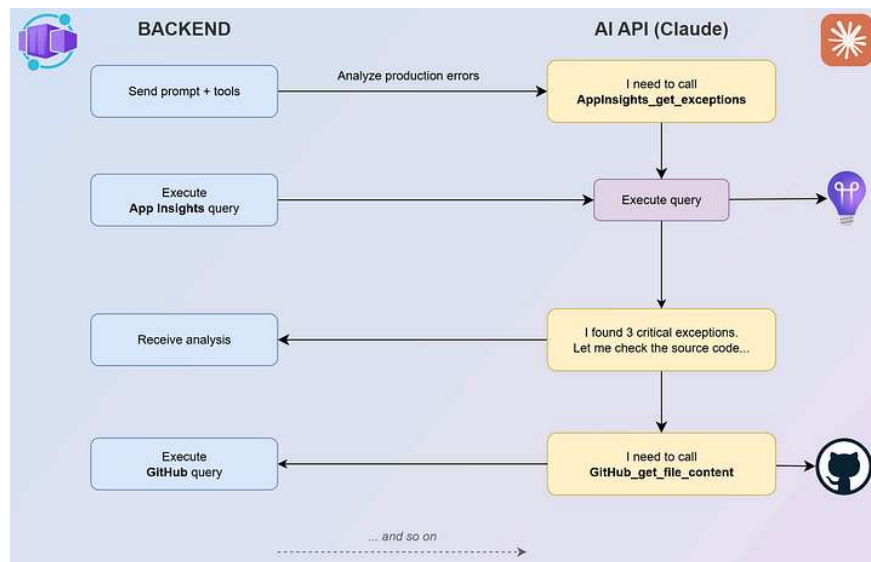 BACKEND
AI API (Claude)
Send prompt + tools
Analyze production errors
I need to call
AppInsights_get_exceptions
Execute
App Insights query
Execute query
Receive analysis
I found 3 critical exceptions.
Let me check the source code...
Execute
GitHub query
I need to call
GitHub_get_file_content
... and so on